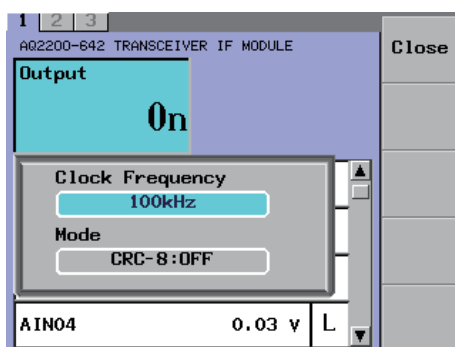 1 2 3
AQ2200-642 TRANSCEIVER IF MODULE
Close
Output
On
Clock Frequency
100kHz
Mode
CRC-8:OFF
AIN04 0.03 V L